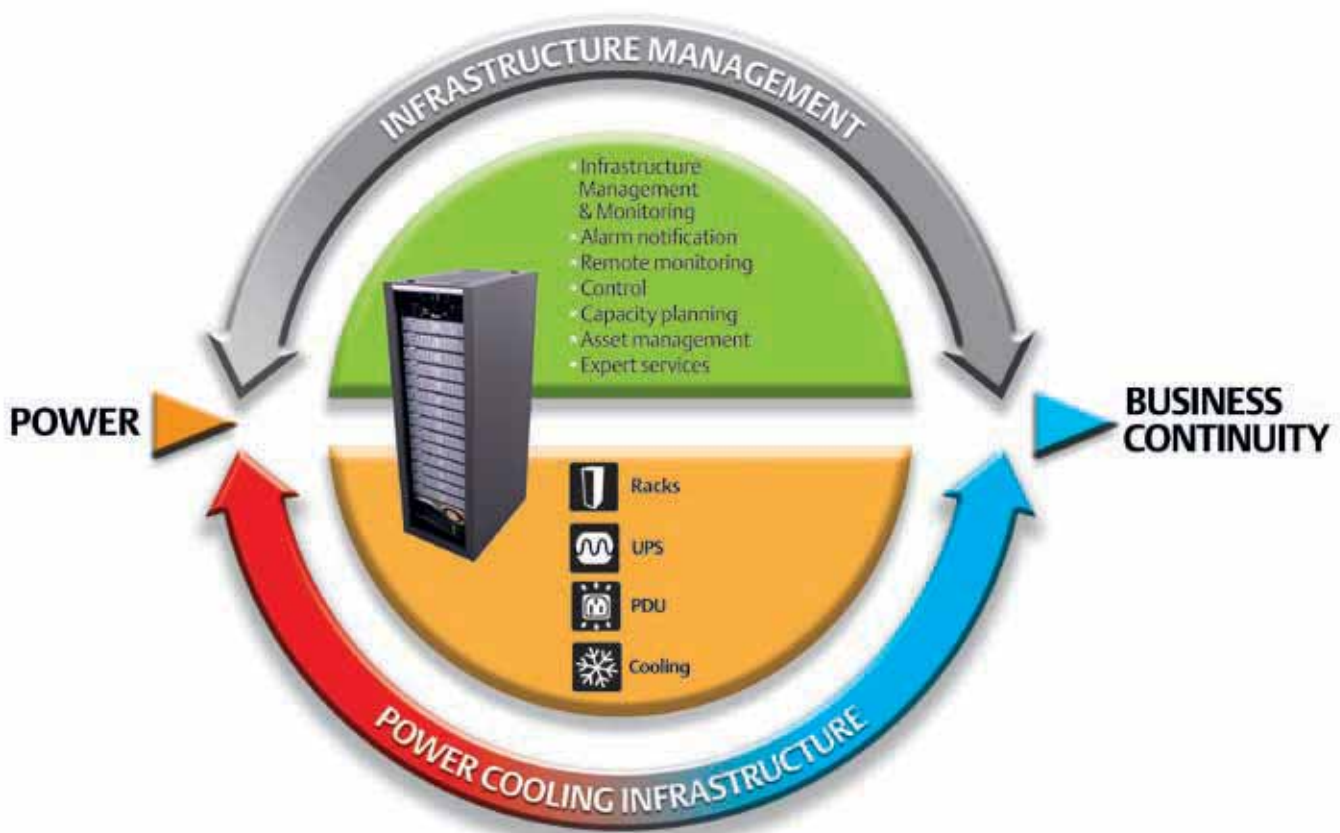 INFRASTRUCTURE MANAGEMENT
• Infrastructure
Management
& Monitoring
• Alarm notification
• Remote monitoring
• Control
• Capacity planning
• Asset management
• Expert services
POWER
BUSINESS
CONTINUITY
Racks
UPS
PDU
Cooling
POWER COOLING INFRASTRUCTURE